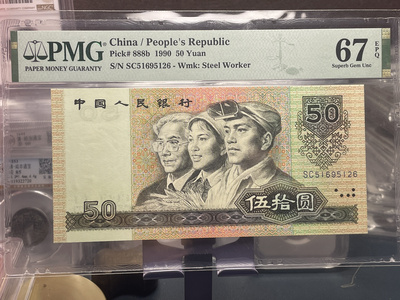 PMG
PAPER MONEY GUARANTY
China / People's Republic
Pick# 888b 1990 50 Yuan
S/N SC51695126 - Wmk: Steel Worker
67 EPQ
Superb Gem Unc
中国人民银行
50
SC51695126
50
伍拾圆